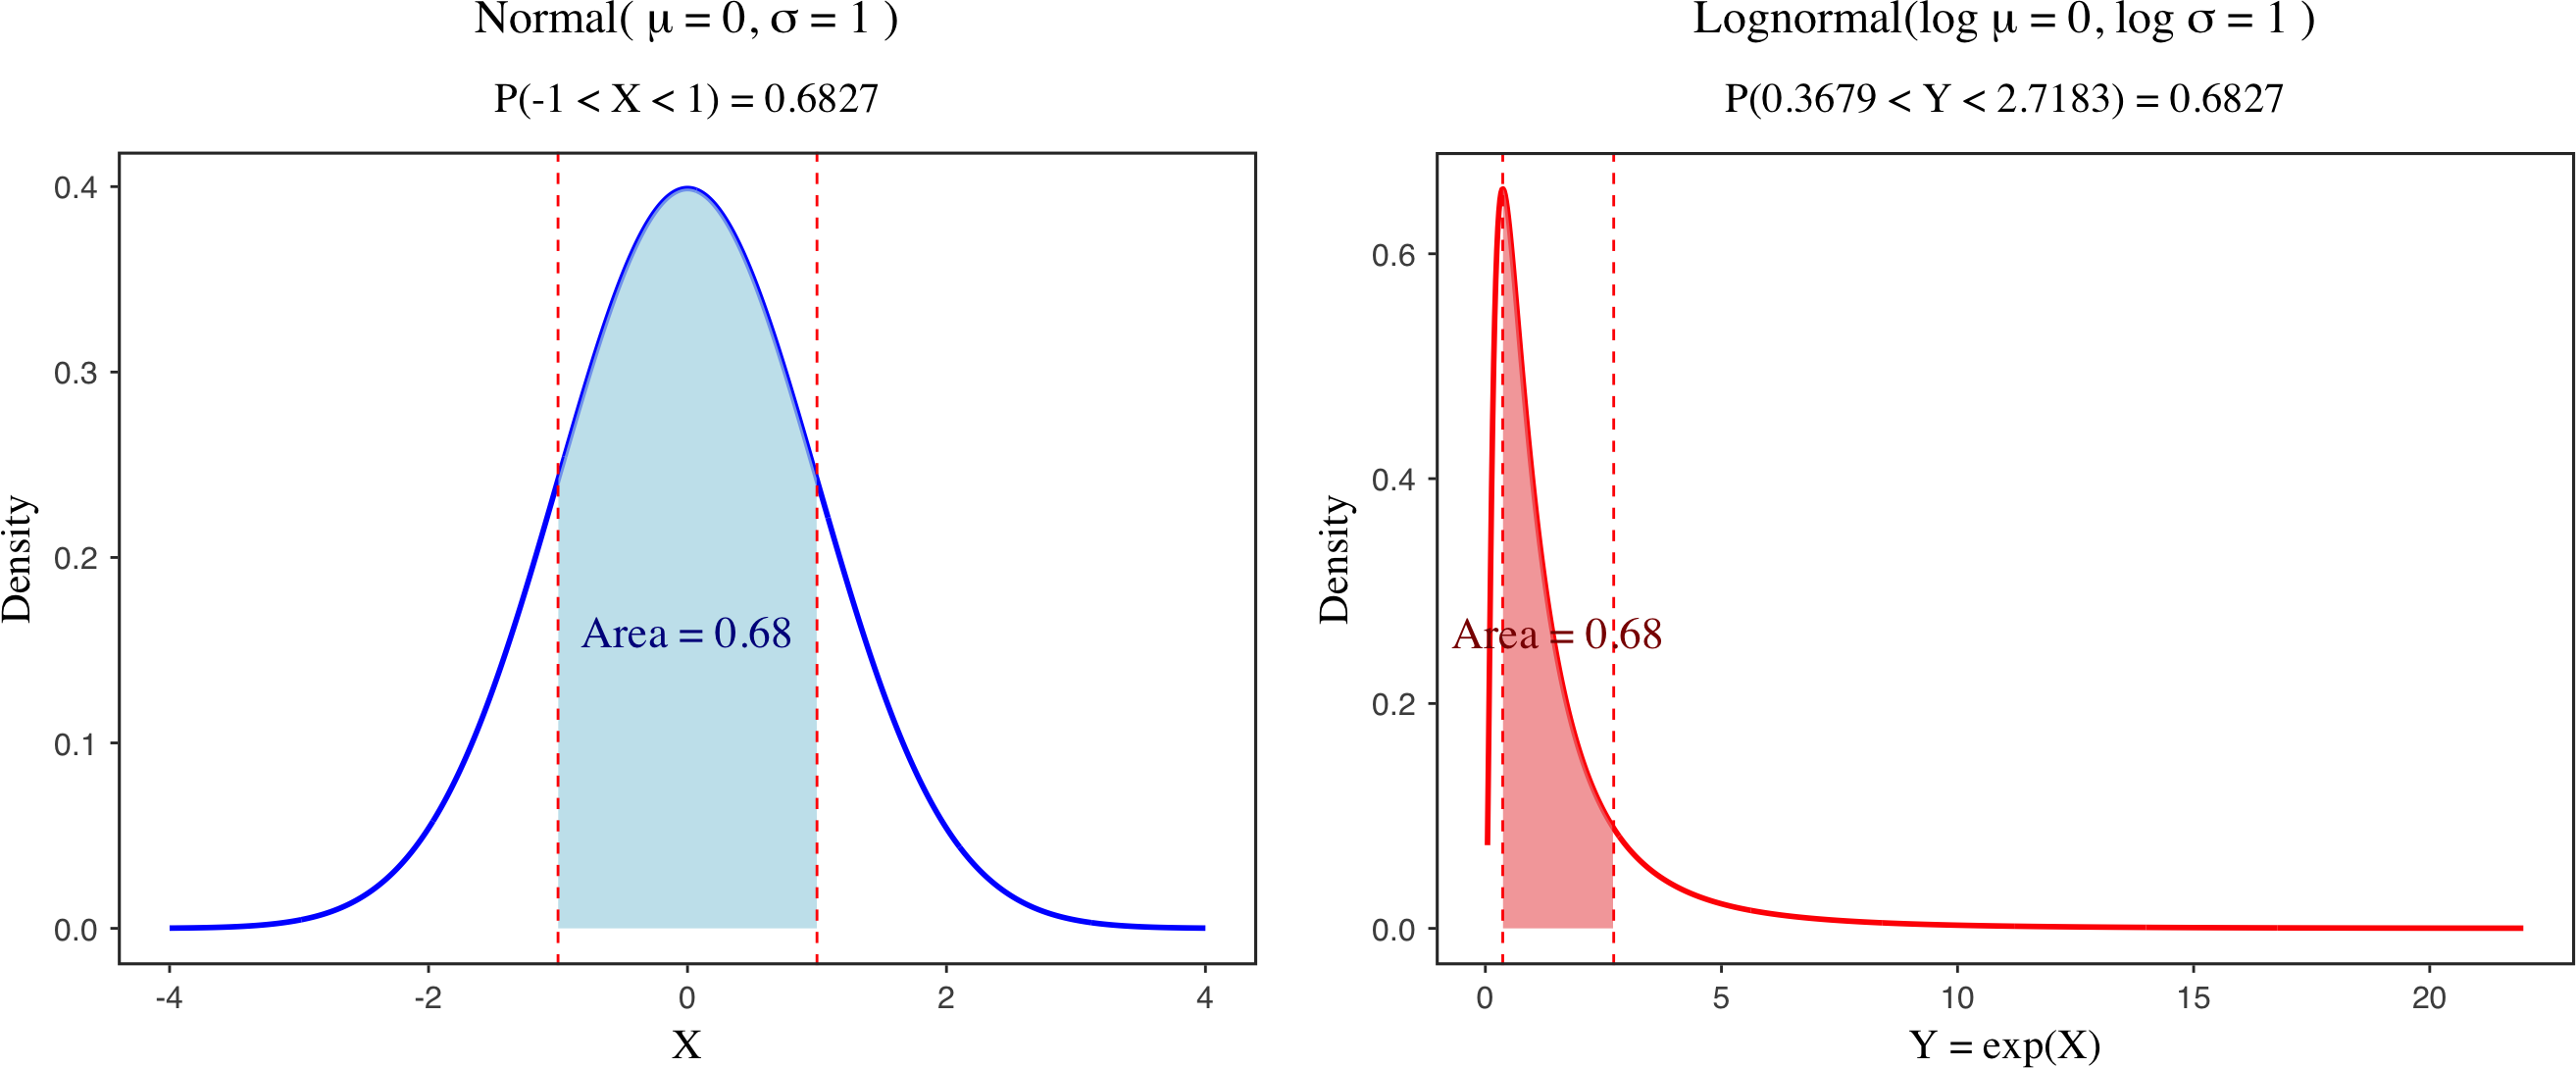 Normal( μ = 0, σ = 1 )
P(-1 < X < 1) = 0.6827
Density
0.4
0.3
0.2
0.1
0.0
Area = 0.68
-4 -2 0 2 4
X
Lognormal(log μ = 0, log σ = 1 )
P(0.3679 < Y < 2.7183) = 0.6827
Density
0.6
0.4
0.2
0.0
Area = 0.68
0 5 10 15 20
Y = exp(X)